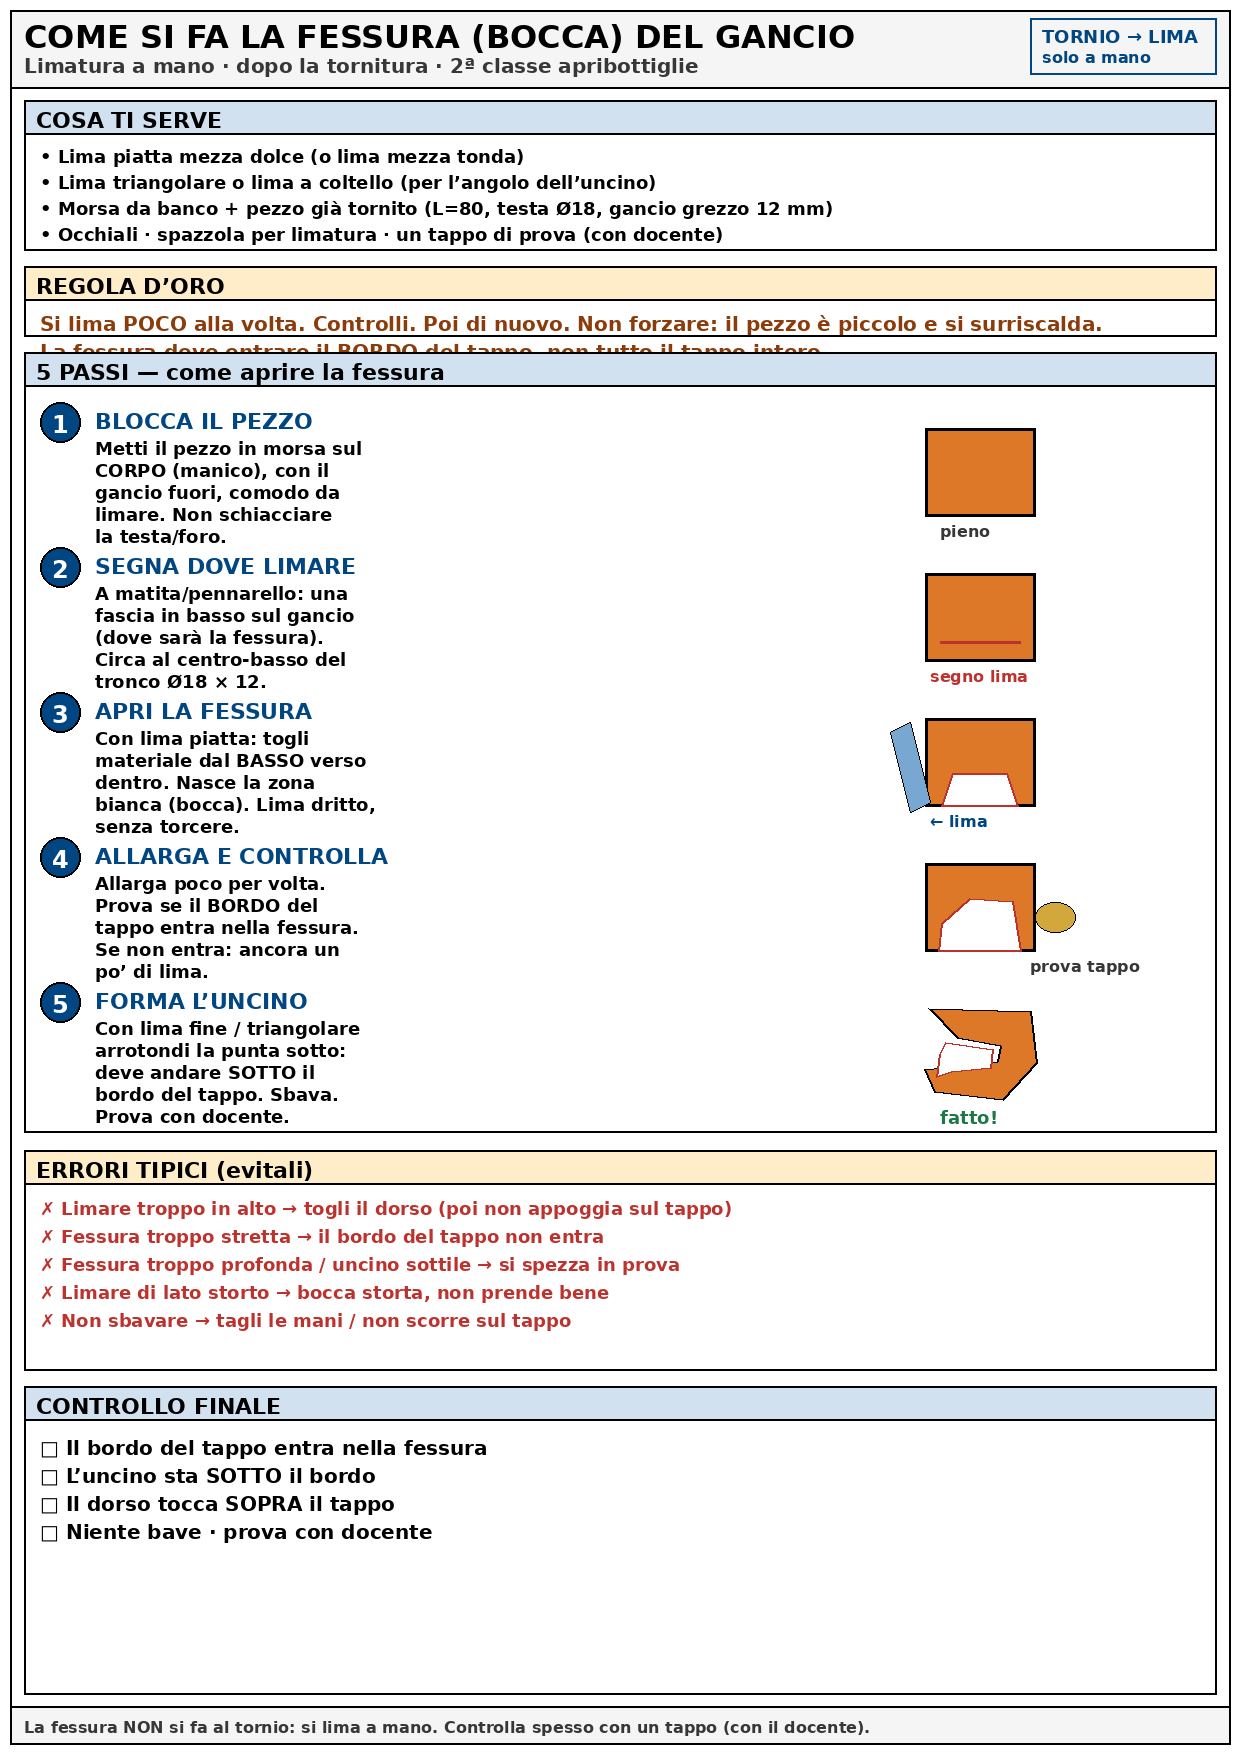 COME SI FA LA FESSURA (BOCCA) DEL GANCIO
Limatura a mano · dopo la tornitura · 2ª classe apribottiglie
TORNIO → LIMA
solo a mano
COSA TI SERVE
• Lima piatta mezza dolce (o lima mezza tonda)
• Lima triangolare o lima a coltello (per l’angolo dell’uncino)
• Morsa da banco + pezzo già tornito (L=80, testa Ø18, gancio grezzo 12 mm)
• Occhiali · spazzola per limatura · un tappo di prova (con docente)
REGOLA D’ORO
Si lima POCO alla volta. Controlli. Poi di nuovo. Non forzare: il pezzo è piccolo e si surriscalda.
La fessura deve entrare il BORDO del tappo, non tutto il tappo intero.
5 PASSI — come aprire la fessura
1 BLOCCA IL PEZZO
Metti il pezzo in morsa sul
CORPO (manico), con il
gancio fuori, comodo da
limare. Non schiacciare
la testa/foro.
pieno
2 SEGNA DOVE LIMARE
A matita/pennarello: una
fascia in basso sul gancio
(dove sarà la fessura).
Circa al centro-basso del
tronco Ø18 × 12.
segno lima
3 APRI LA FESSURA
Con lima piatta: togli
materiale dal BASSO verso
dentro. Nasce la zona
bianca (bocca). Lima dritto,
senza torcere.
← lima
4 ALLARGA E CONTROLLA
Allarga poco per volta.
Prova se il BORDO del
tappo entra nella fessura.
Se non entra: ancora un
po’ di lima.
prova tappo
5 FORMA L’UNCINO
Con lima fine / triangolare
arrotondi la punta sotto:
deve andare SOTTO il
bordo del tappo. Sbava.
Prova con docente.
fatto!
ERRORI TIPICI (evitali)
✗ Limare troppo in alto → togli il dorso (poi non appoggia sul tappo)
✗ Fessura troppo stretta → il bordo del tappo non entra
✗ Fessura troppo profonda / uncino sottile → si spezza in prova
✗ Limare di lato storto → bocca storta, non prende bene
✗ Non sbavare → tagli le mani / non scorre sul tappo
CONTROLLO FINALE
□ Il bordo del tappo entra nella fessura
□ L’uncino sta SOTTO il bordo
□ Il dorso tocca SOPRA il tappo
□ Niente bave · prova con docente
La fessura NON si fa al tornio: si lima a mano. Controlla spesso con un tappo (con il docente).